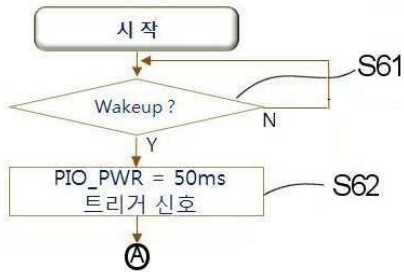 시 작
S61
Wakeup ?
N
Y
PIO_PWR = 50ms
트리거 신호
S62
A